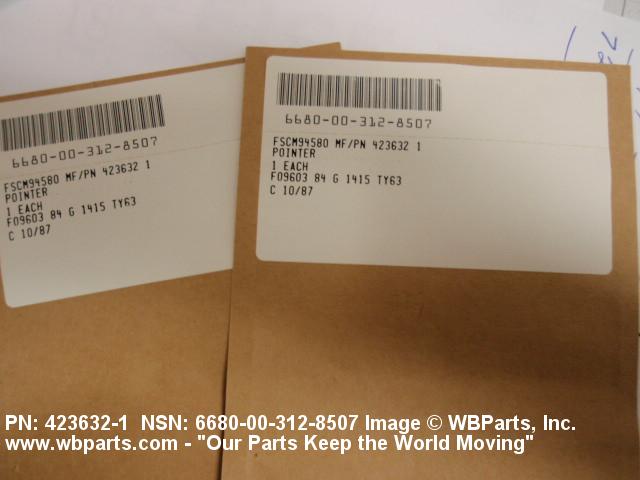 6680-00-312-8507
FSCM94580 MF/PN 423632 1
POINTER
1 EACH
F09603 84 G 1415 TY63
C 10/87
6680-00-312-8507
FSCM94580 MF/PN 423632 1
POINTER
1 EACH
F09603 84 G 1415 TY63
C 10/87
PN: 423632-1 NSN: 6680-00-312-8507 Image © WBParts, Inc.
www.wbparts.com - "Our Parts Keep the World Moving"